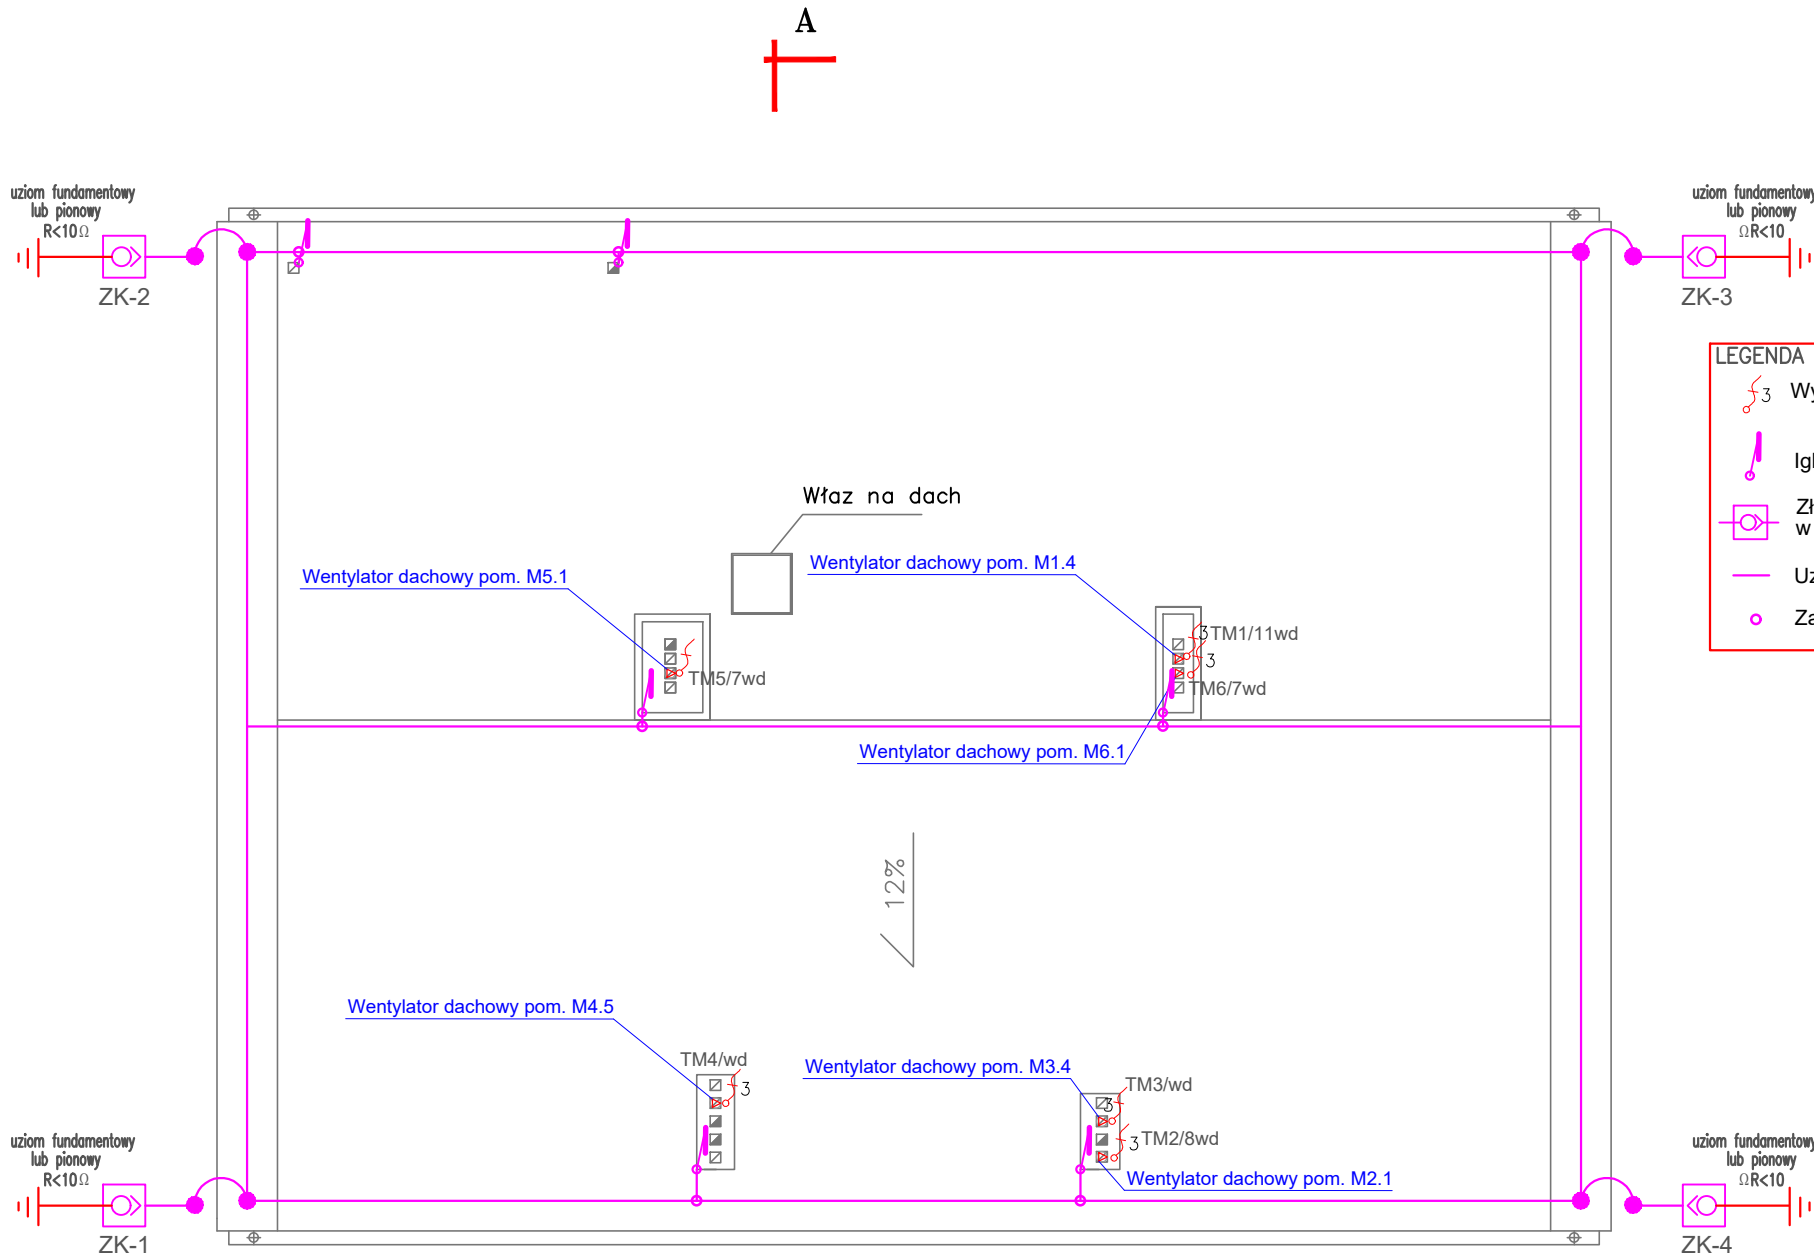 A
uziom fundamentowy
lub pionowy
R<10Ω
ZK-2
uziom fundamentowy
lub pionowy
ΩR<10
ZK-3
LEGENDA
3
Właz na dach
Wentylator dachowy pom. M5.1
Wentylator dachowy pom. M1.4
TM5/7wd
3
TM1/11wd
3
TM6/7wd
Wentylator dachowy pom. M6.1
12%
Wentylator dachowy pom. M4.5
TM4/wd
3
Wentylator dachowy pom. M3.4
TM3/wd
3
3
TM2/8wd
Wentylator dachowy pom. M2.1
uziom fundamentowy
lub pionowy
R<10Ω
ZK-1
uziom fundamentowy
lub pionowy
ΩR<10
ZK-4